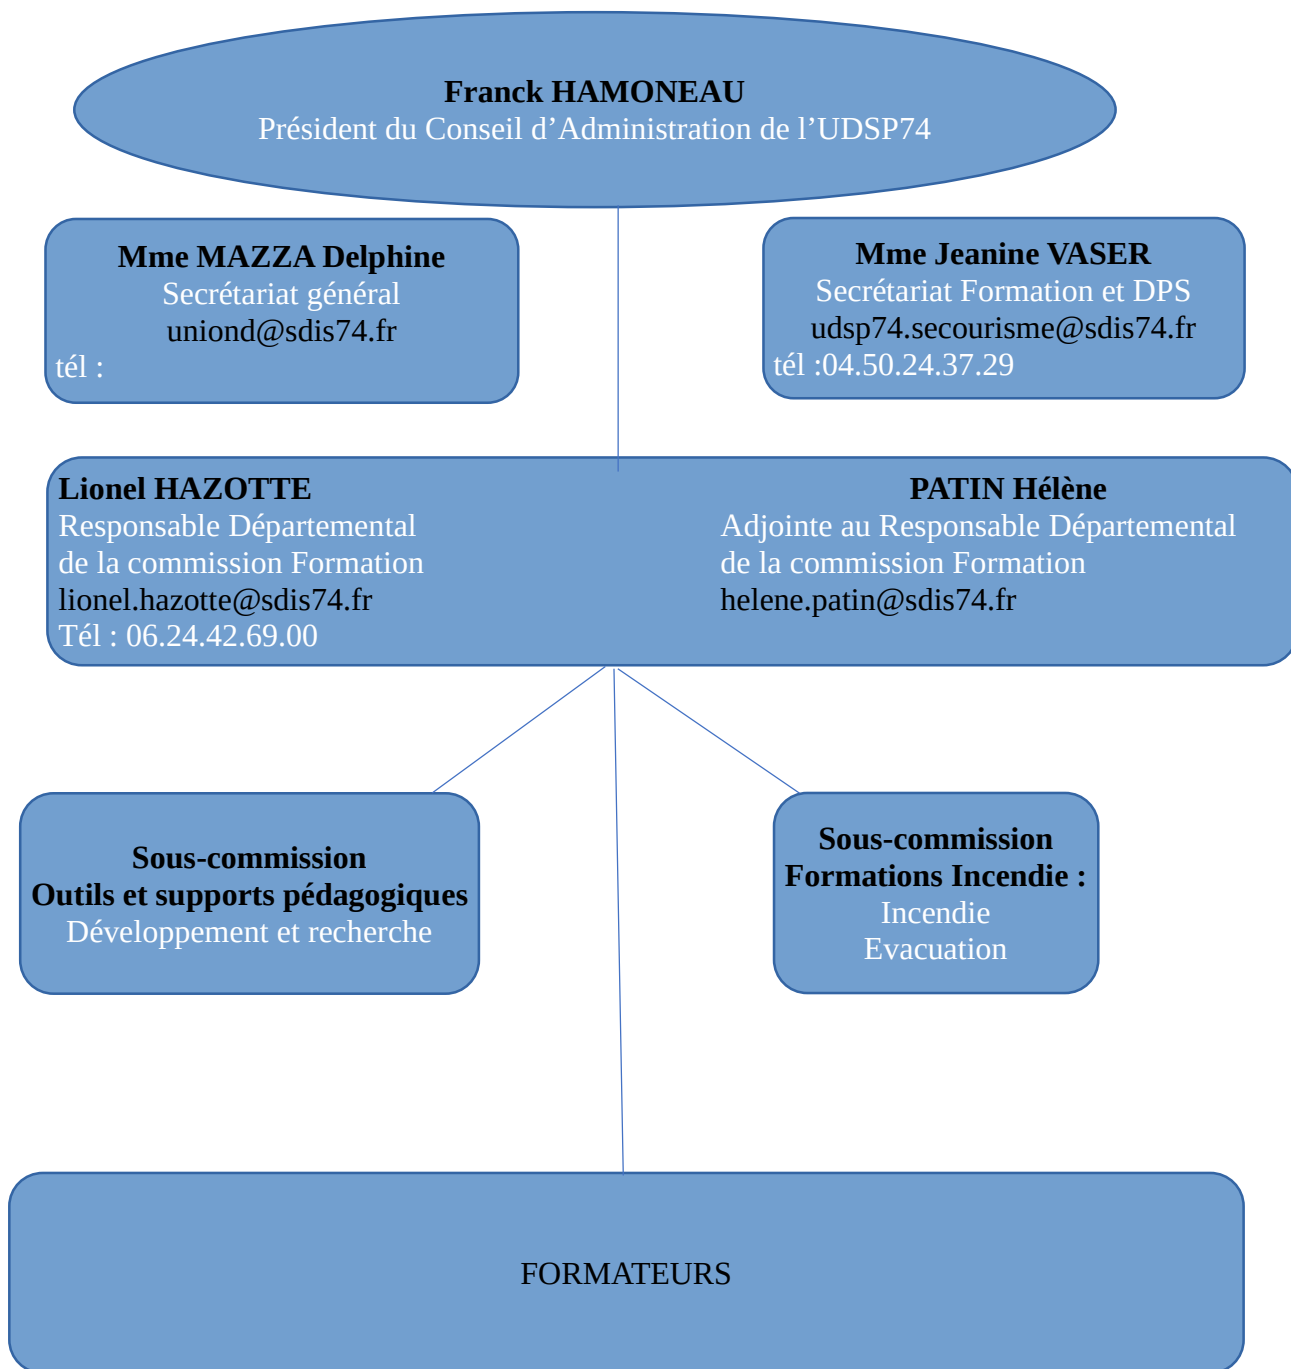 Franck HAMONEAU
Président du Conseil d’Administration de l’UDSP74
Mme MAZZA Delphine
Secrétariat général
uniond@sdis74.fr
tél :
Mme Jeanine VASER
Secrétariat Formation et DPS
udsp74.secourisme@sdis74.fr
tél :04.50.24.37.29
Lionel HAZOTTE
Responsable Départemental
de la commission Formation
lionel.hazotte@sdis74.fr
Tél : 06.24.42.69.00
PATIN Hélène
Adjointe au Responsable Départemental
de la commission Formation
helene.patin@sdis74.fr
Sous-commission
Outils et supports pédagogiques
Développement et recherche
Sous-commission
Formations Incendie :
Incendie
Evacuation
FORMATEURS